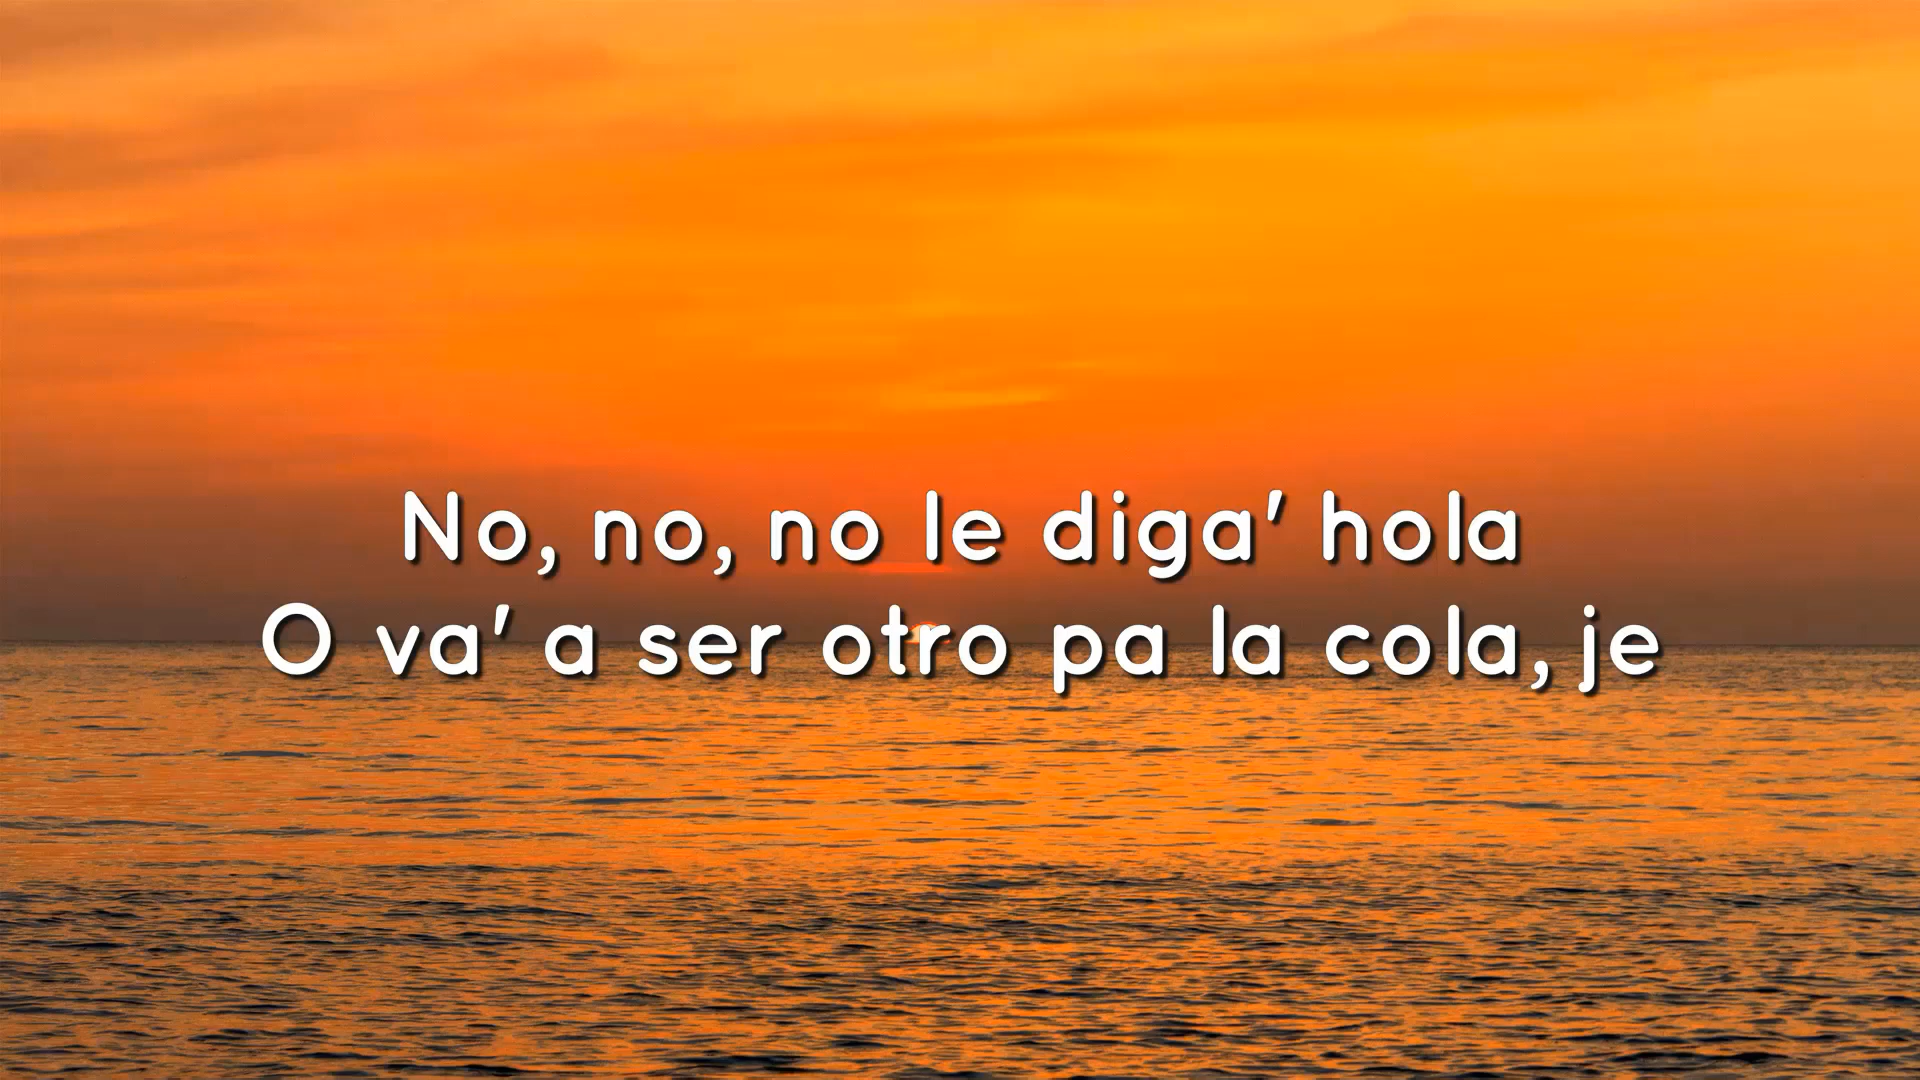 No, no, no le diga' hola
O va' a ser otro pa la cola, je